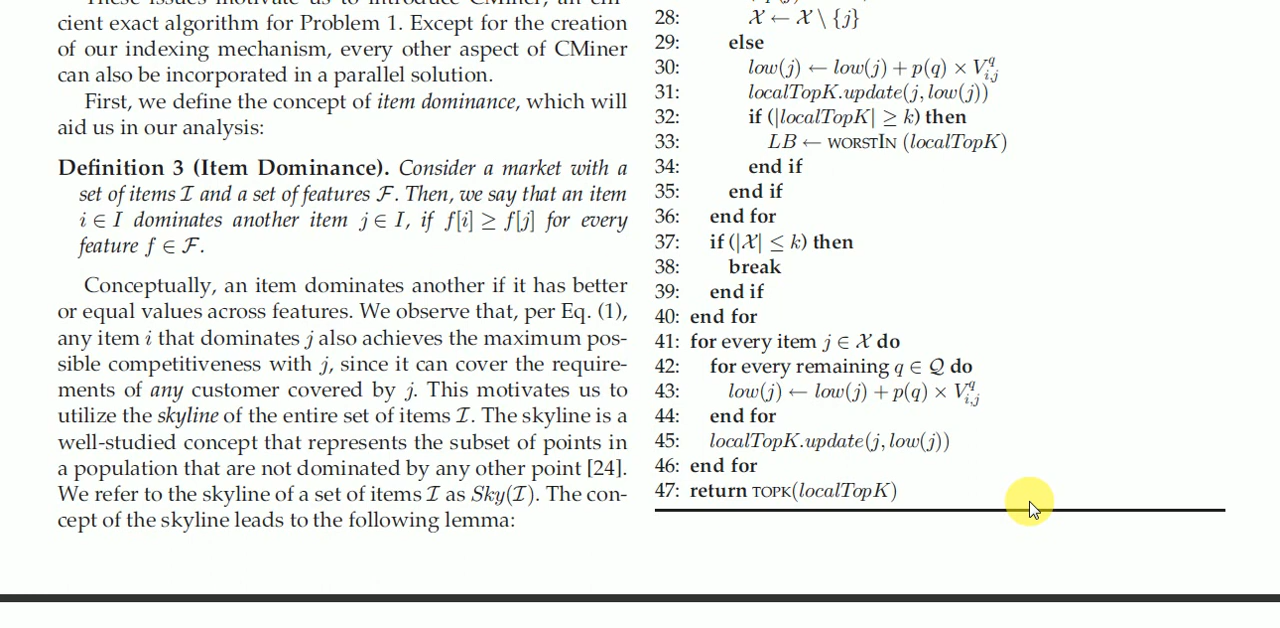 These issues motivate us to introduce CMiner, an effi-
cient exact algorithm for Problem 1. Except for the creation
of our indexing mechanism, every other aspect of CMiner
can also be incorporated in a parallel solution.
First, we define the concept of item dominance, which will
aid us in our analysis:
Definition 3 (Item Dominance). Consider a market with a
set of items ℐ and a set of features ℱ. Then, we say that an item
i ∈ I dominates another item j ∈ I, if f[i] ≥ f[j] for every
feature f ∈ ℱ.
Conceptually, an item dominates another if it has better
or equal values across features. We observe that, per Eq. (1),
any item i that dominates j also achieves the maximum pos-
sible competitiveness with j, since it can cover the require-
ments of any customer covered by j. This motivates us to
utilize the skyline of the entire set of items ℐ. The skyline is a
well-studied concept that represents the subset of points in
a population that are not dominated by any other point [24].
We refer to the skyline of a set of items ℐ as Sky(ℐ). The con-
cept of the skyline leads to the following lemma:
28: 𝒳 ← 𝒳 \ {j}
29: else
30: low(j) ← low(j) + p(q) × V^q_{i,j}
31: localTopK.update(j, low(j))
32: if (|localTopK| ≥ k) then
33: LB ← WORSTIN (localTopK)
34: end if
35: end if
36: end for
37: if (|𝒳| ≤ k) then
38: break
39: end if
40: end for
41: for every item j ∈ 𝒳 do
42: for every remaining q ∈ 𝒬 do
43: low(j) ← low(j) + p(q) × V^q_{i,j}
44: end for
45: localTopK.update(j, low(j))
46: end for
47: return TOPK(localTopK)